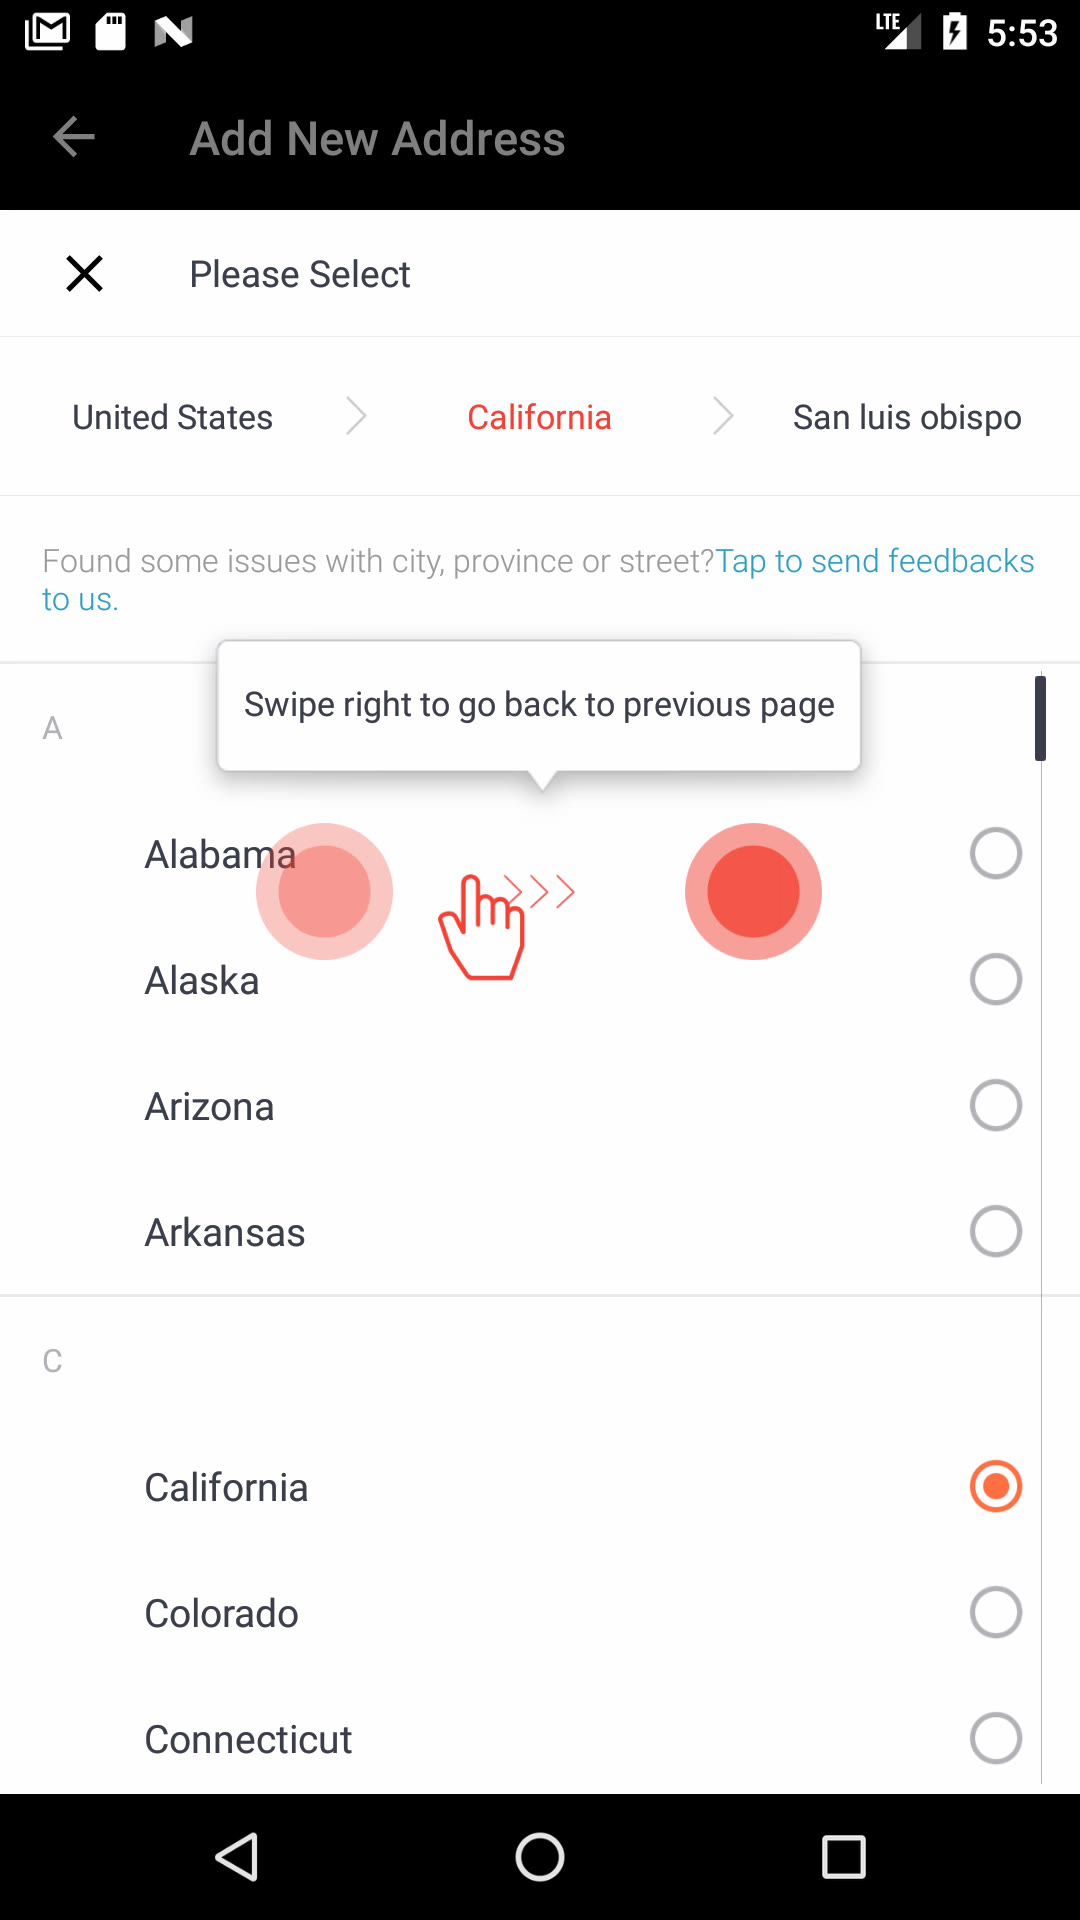 LTE 5:53
Add New Address
Please Select
United States California San luis obispo
Found some issues with city, province or street?Tap to send feedbacks
to us.
Swipe right to go back to previous page
A
Alabama
Alaska
Arizona
Arkansas
C
California
Colorado
Connecticut